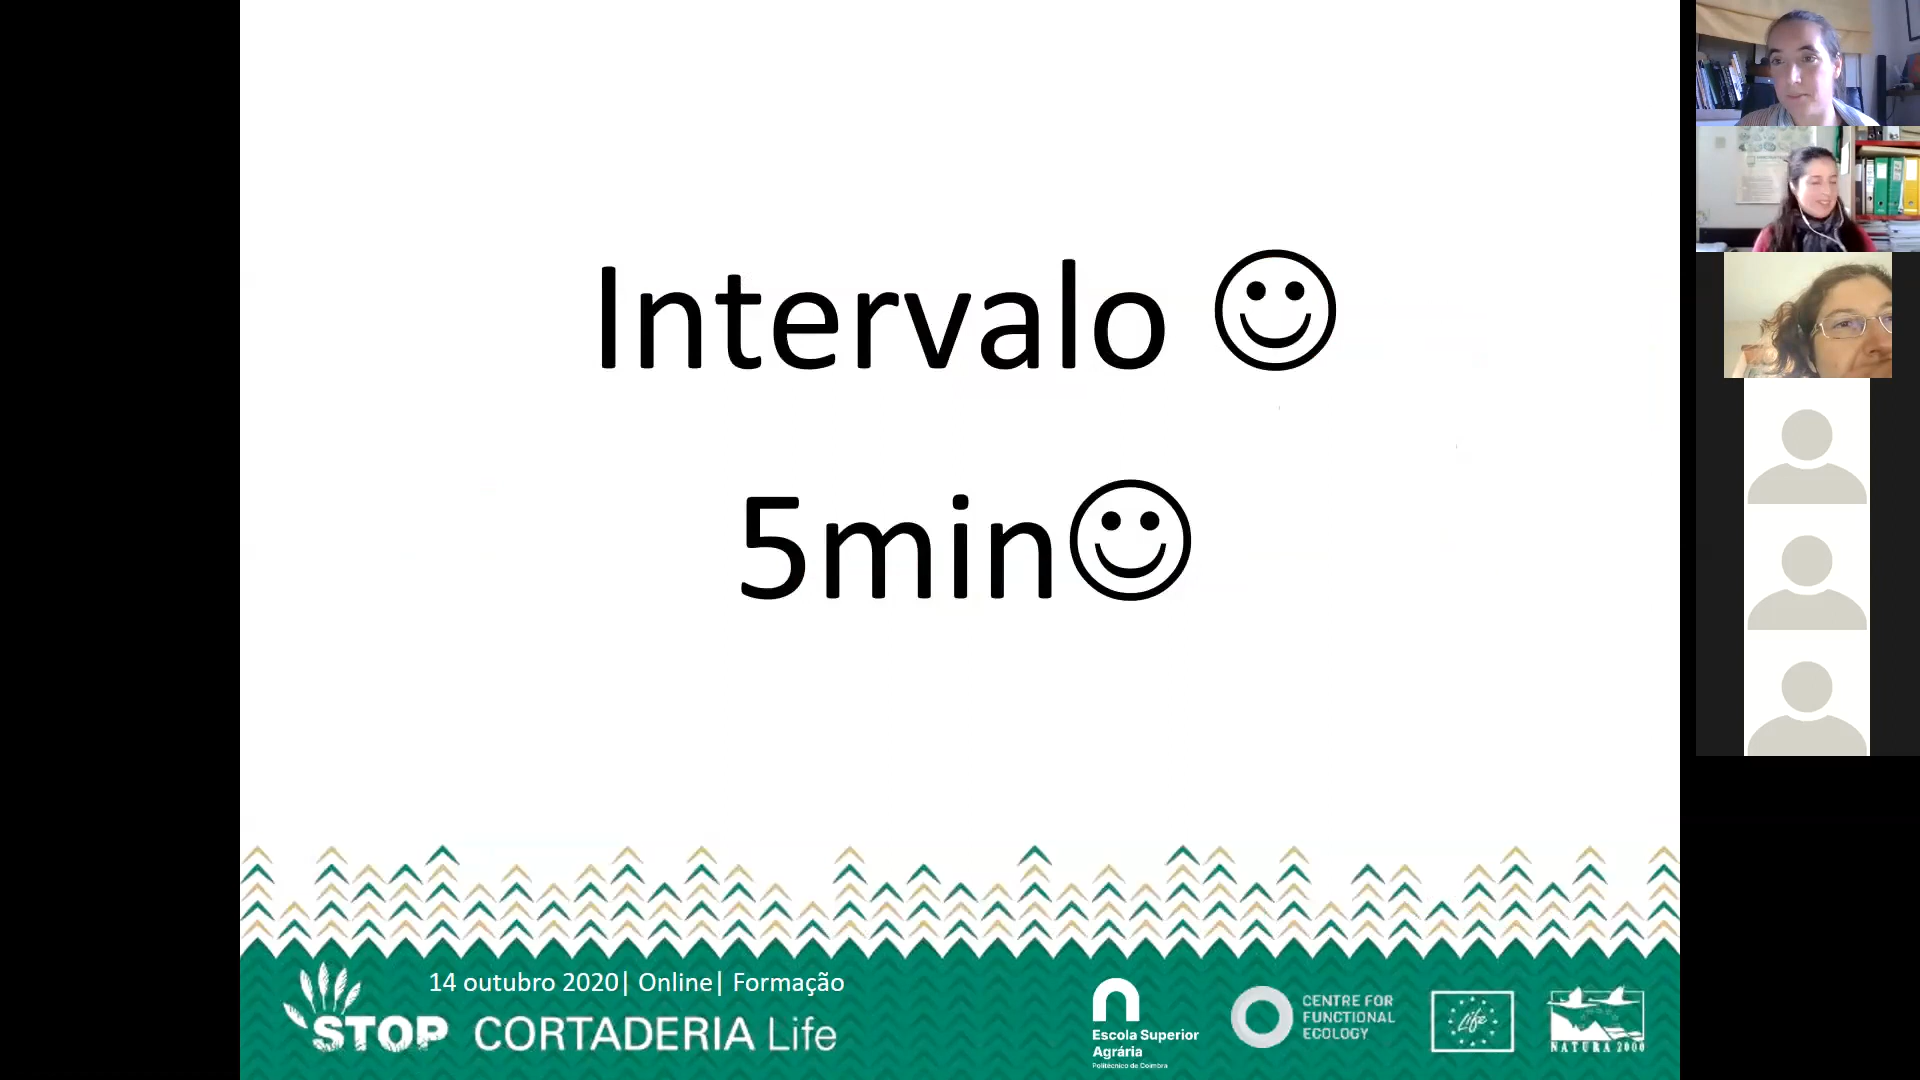 Intervalo
5min
14 outubro 2020| Online| Formação
STOP CORTADERIA Life
Escola Superior
Agrária
Politécnico de Coimbra
CENTRE FOR
FUNCTIONAL
ECOLOGY
Life
NATURA 2000